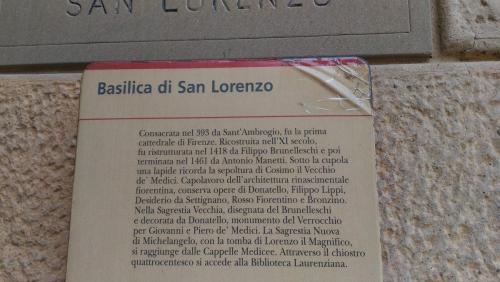 SAN LORENZO
Basilica di San Lorenzo
Consacrata nel 393 da Sant'Ambrogio, fu la prima
cattedrale di Firenze. Ricostruita nell'XI secolo,
fu ristrutturata nel 1418 da Filippo Brunelleschi e poi
terminata nel 1461 da Antonio Manetti. Sotto la cupola
una lapide ricorda la sepoltura di Cosimo il Vecchio
de' Medici. Capolavoro dell'architettura rinascimentale
fiorentina, conserva opere di Donatello, Filippo Lippi,
Desiderio da Settignano, Rosso Fiorentino e Bronzino.
Nella Sagrestia Vecchia, disegnata del Brunelleschi
e decorata da Donatello, monumento del Verrocchio
per Giovanni e Piero de' Medici. La Sagrestia Nuova
di Michelangelo, con la tomba di Lorenzo il Magnifico,
si raggiunge dalle Cappelle Medicee. Attraverso il chiostro
quattrocentesco si accede alla Biblioteca Laurenziana.